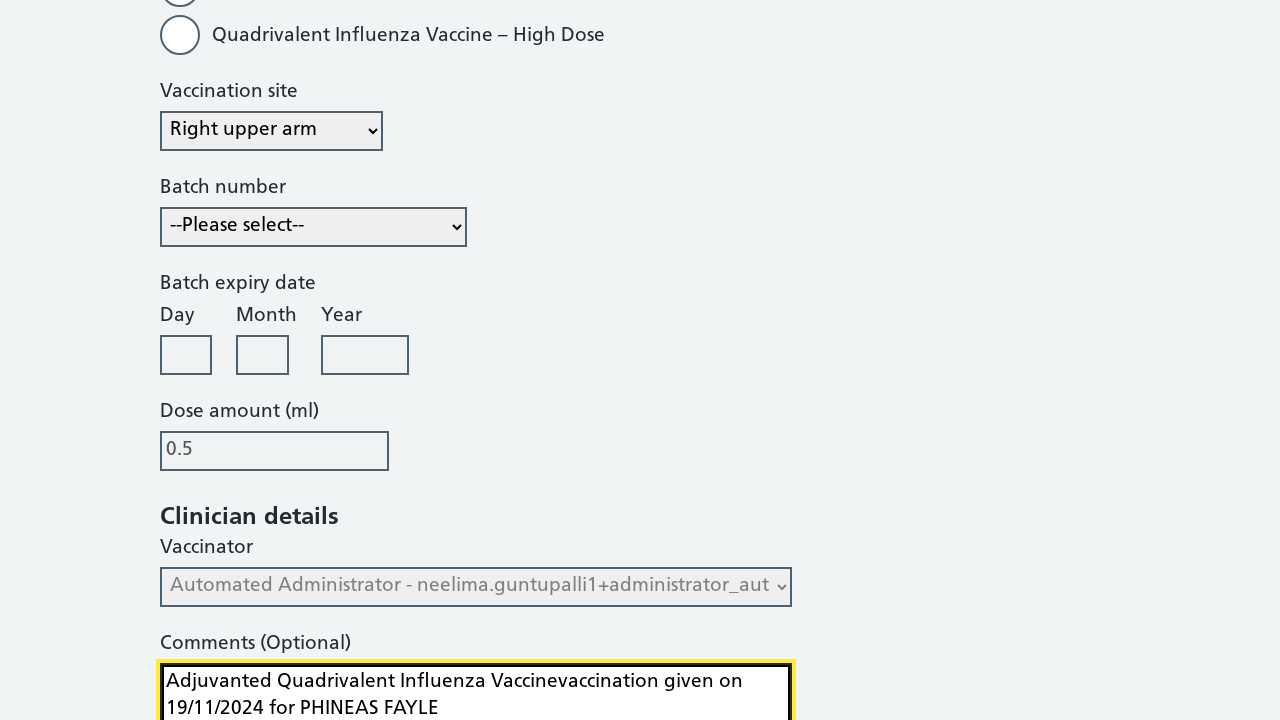 Quadrivalent Influenza Vaccine – High Dose
Vaccination site
Right upper arm
Batch number
--Please select--
Batch expiry date
Day Month Year
Dose amount (ml)
0.5
Clinician details
Vaccinator
Automated Administrator - neelima.guntupalli1+administrator_aut
Comments (Optional)
Adjuvanted Quadrivalent Influenza Vaccinevaccination given on
19/11/2024 for PHINEAS FAYLE